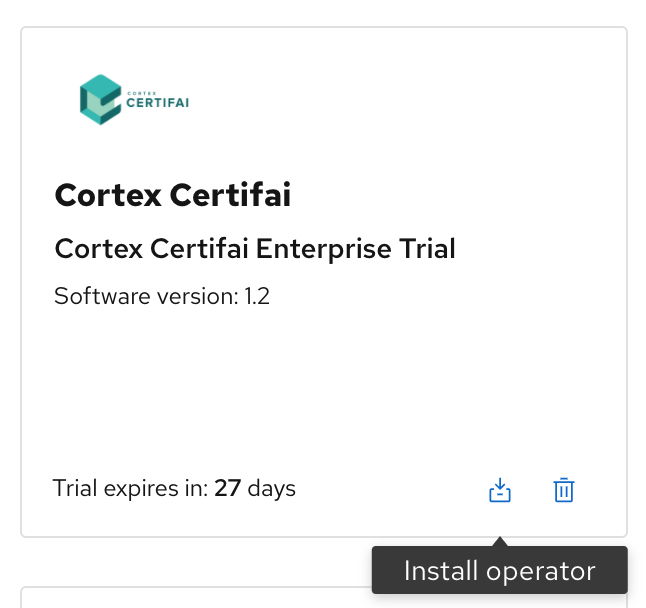 CORTEX
CERTIFAI
Cortex Certifai
Cortex Certifai Enterprise Trial
Software version: 1.2
Trial expires in: 27 days
Install operator